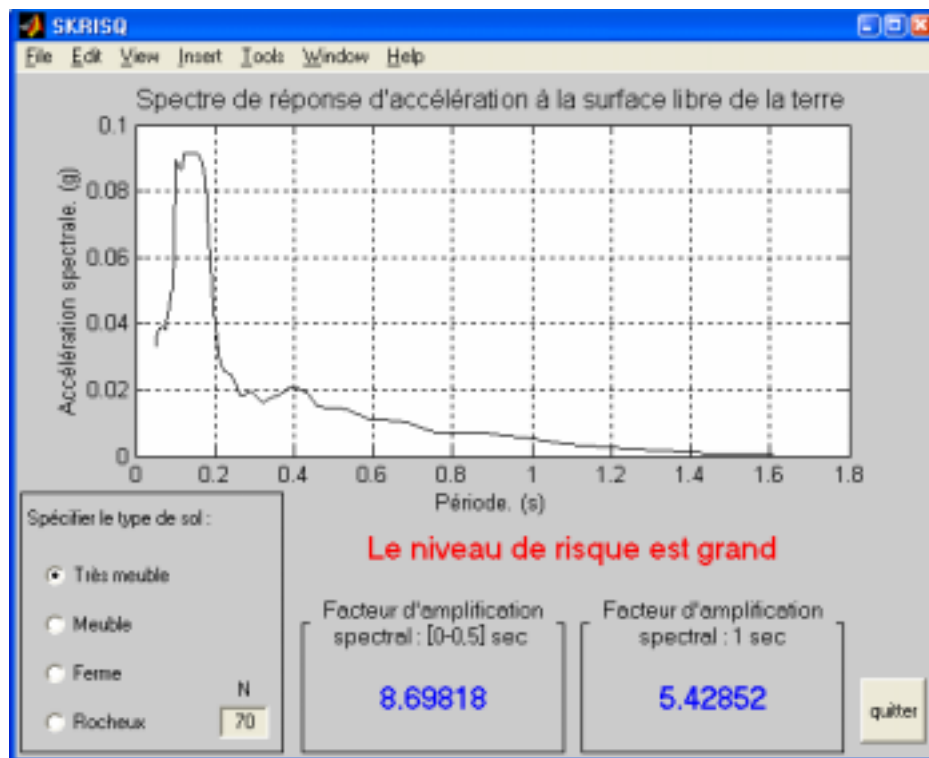 SKRISQ
File Edit View Insert Tools Window Help
Spectre de réponse d'accélération à la surface libre de la terre
Accélération spectrale. (g)
0.1
0.08
0.06
0.04
0.02
0
0 0.2 0.4 0.6 0.8 1 1.2 1.4 1.6 1.8
Période. (s)
Spécifier le type de sol :
Très meuble
Meuble
Ferme
Rocheux
N
70
Le niveau de risque est grand
Facteur d'amplification
spectral : [0-0.5] sec
8.69818
Facteur d'amplification
spectral : 1 sec
5.42852
quitter